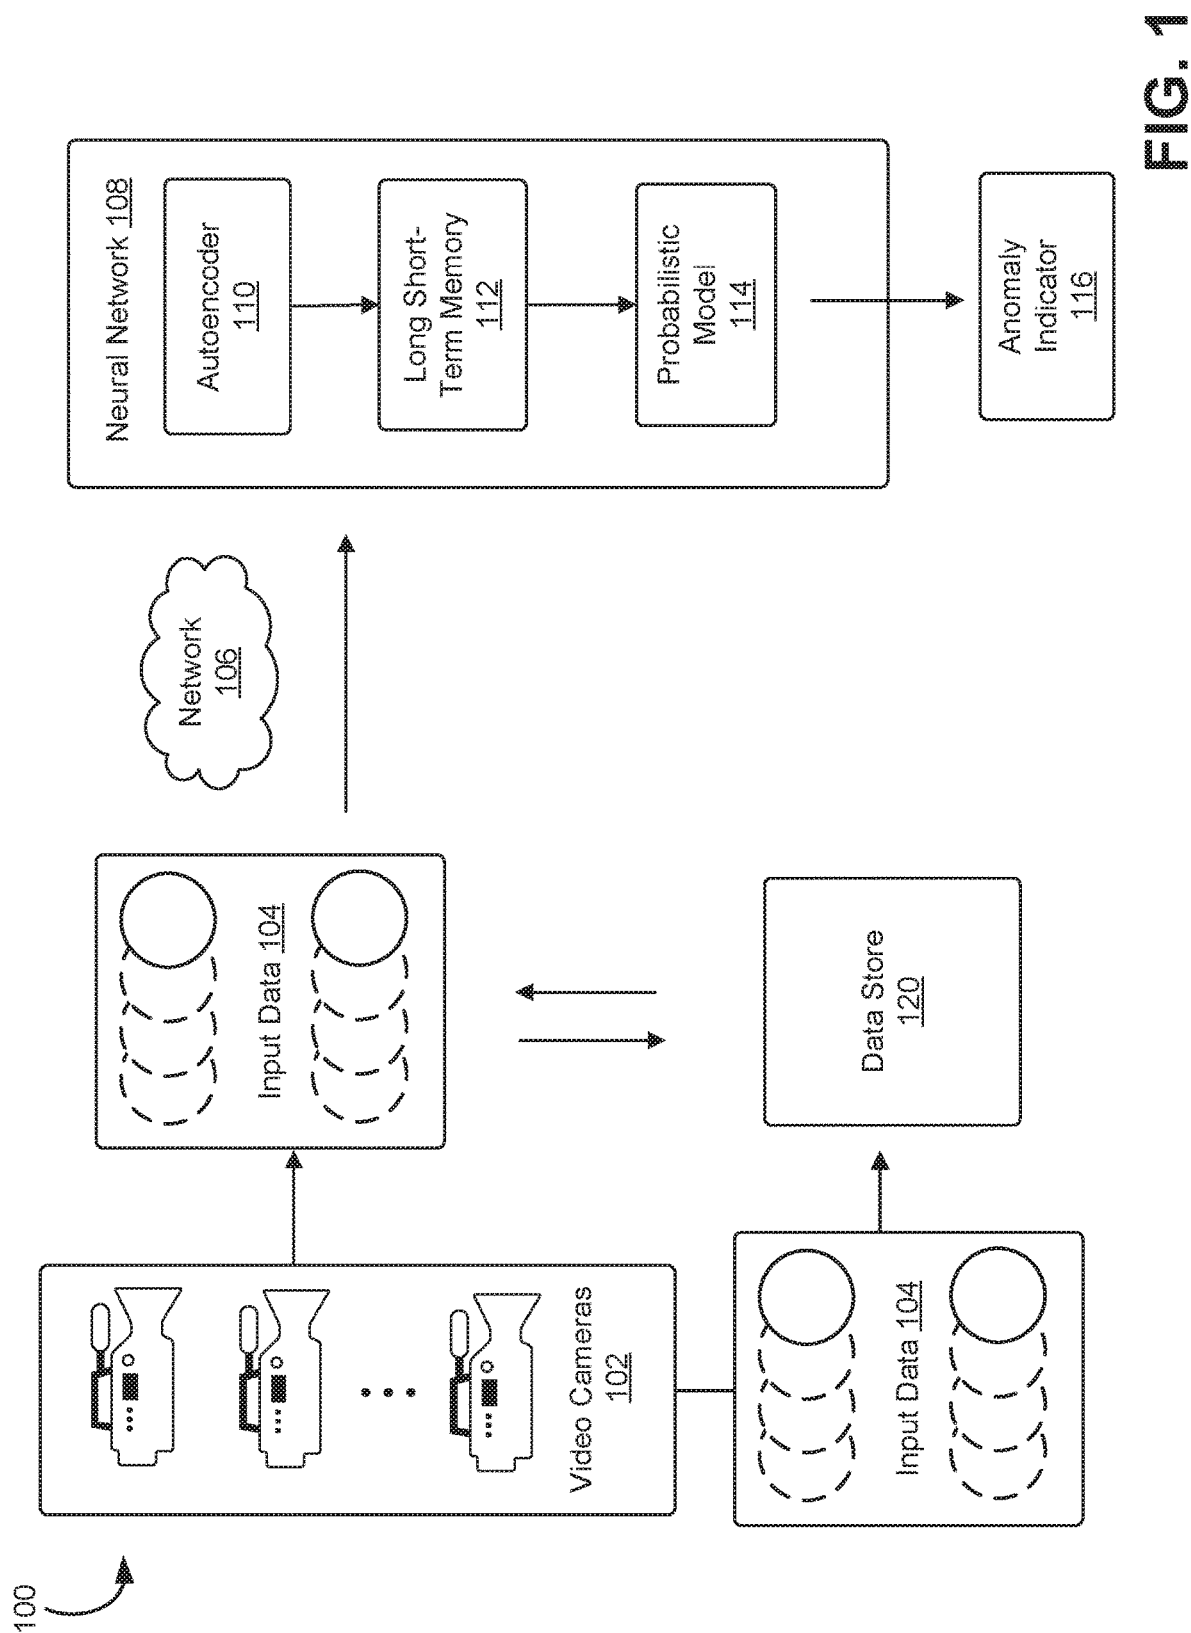 100
Video Cameras
102
Input Data 104
Network
106
Neural Network 108
Autoencoder
110
Long Short-
Term Memory
112
Probabilistic
Model
114
Anomaly
Indicator
116
Input Data 104
Data Store
120
FIG. 1